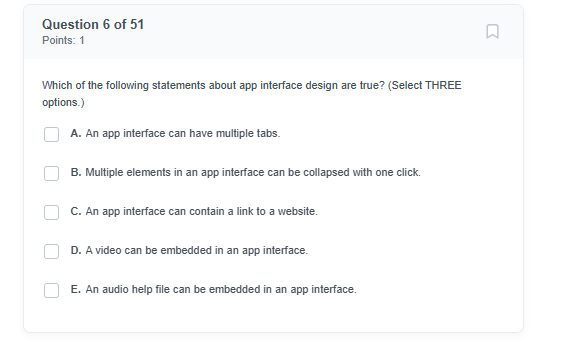 Question 6 of 51
Points: 1
Which of the following statements about app interface design are true? (Select THREE
options.)
A. An app interface can have multiple tabs.
B. Multiple elements in an app interface can be collapsed with one click.
C. An app interface can contain a link to a website.
D. A video can be embedded in an app interface.
E. An audio help file can be embedded in an app interface.